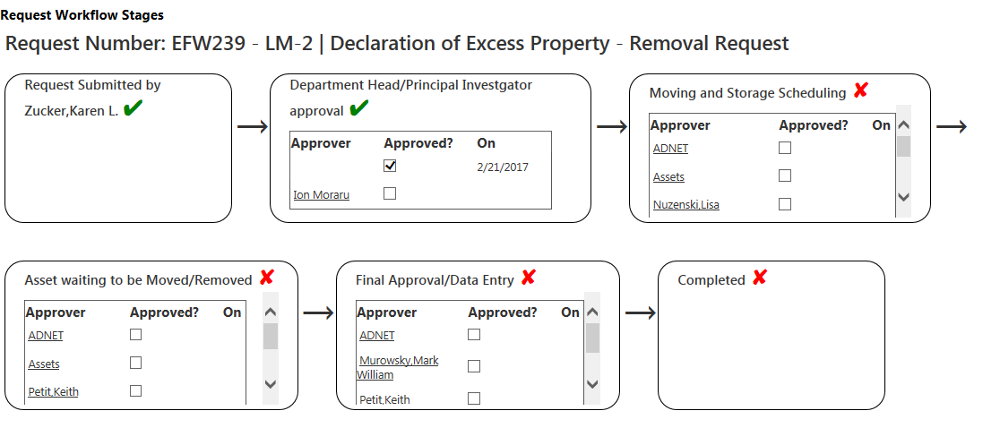 Request Workflow Stages
Request Number: EFW239 - LM-2 | Declaration of Excess Property - Removal Request
Request Submitted by
Zucker,Karen L.
Department Head/Principal Investgator
approval
Approver Approved? On
2/21/2017
Ion Moraru
Moving and Storage Scheduling
Approver Approved? On
ADNET
Assets
Nuzenski,Lisa
Asset waiting to be Moved/Removed
Approver Approved? On
ADNET
Assets
Petit,Keith
Final Approval/Data Entry
Approver Approved? On
ADNET
Murowsky,Mark
William
Petit,Keith
Completed